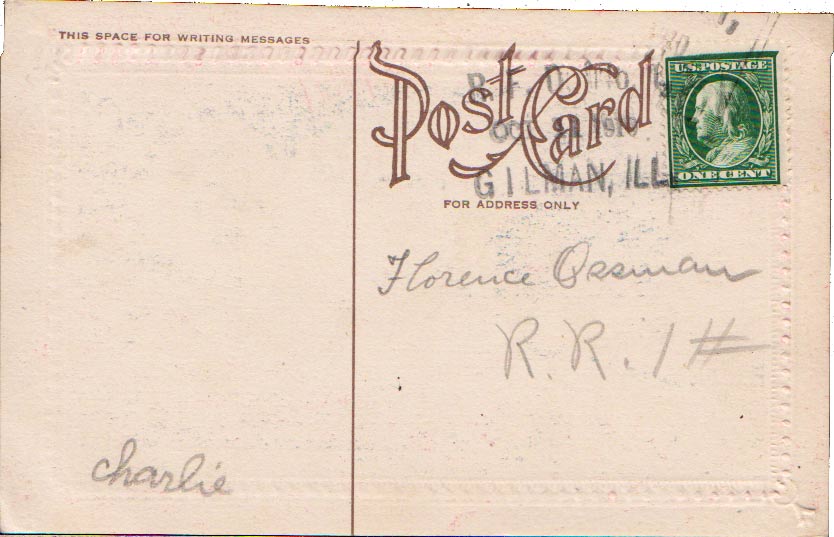 THIS SPACE FOR WRITING MESSAGES
Post Card
U.S. POSTAGE
ONE CENT
OCT
GILMAN, ILL.
FOR ADDRESS ONLY
Florence Ossman
R. R. 1 #
Charlie